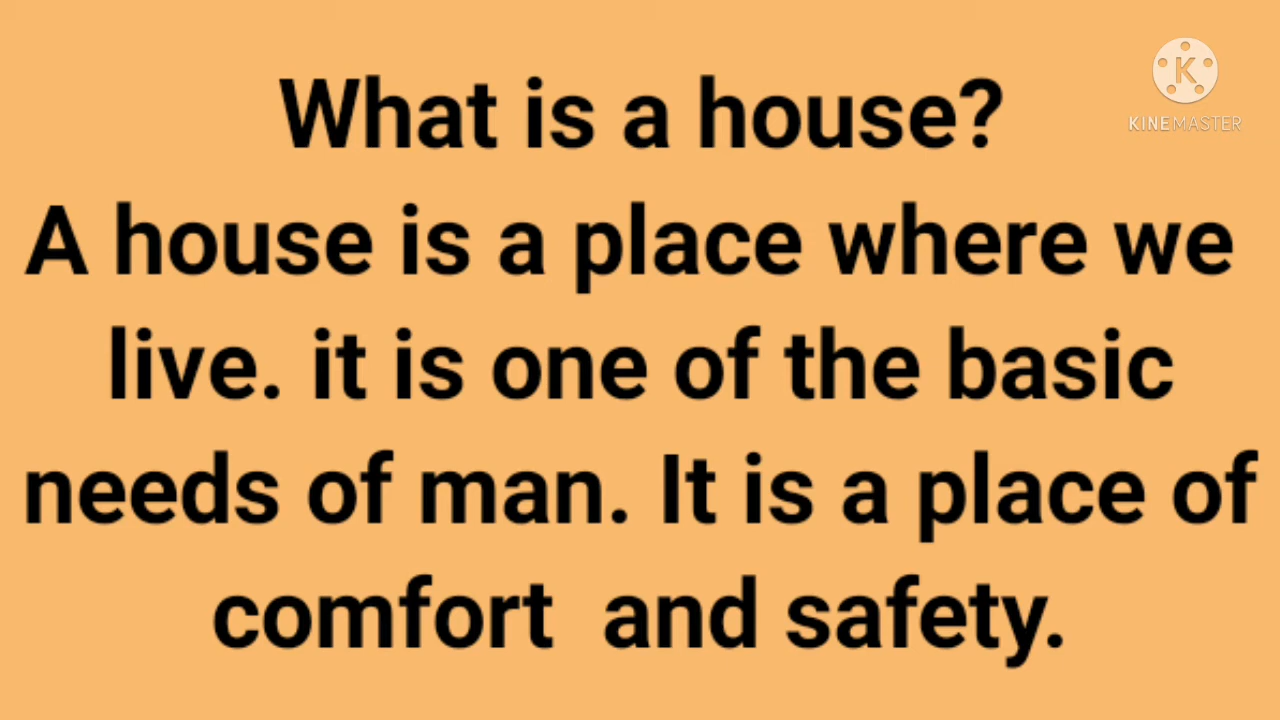 What is a house?
K
KINEMASTER
A house is a place where we
live. it is one of the basic
needs of man. It is a place of
comfort  and safety.